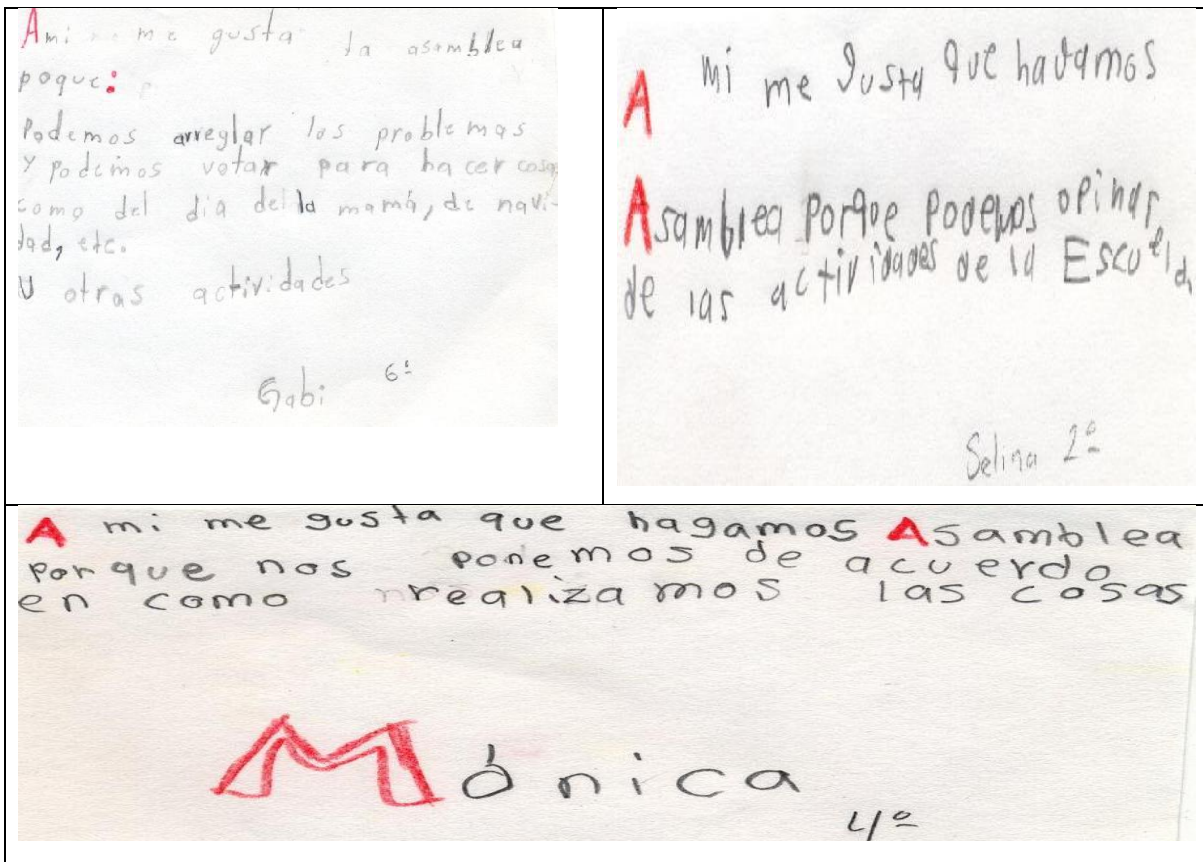 Ami me gusta la asamblea
poque:
Podemos arreglar los problemas
y podemos votar para hacer cosas
como del dia del la mamá, de navi-
dad, etc.
U otras actividades
Gabi 6º
A mi me gusta que hagamos
Asamblea porque podemos opinar
de las actividades de la Escuela.
Selina 2º
A mi me gusta que hagamos Asamblea
porque nos ponemos de acuerdo
en como realizamos las cosas
Mónica
4º